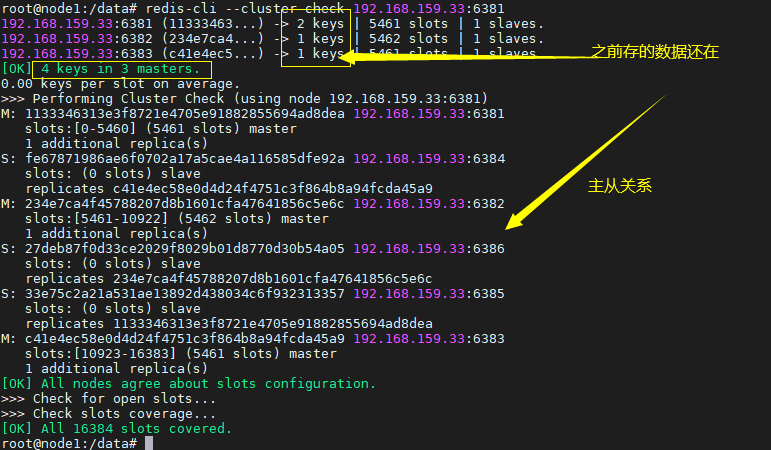 root@node1:/data# redis-cli --cluster check 192.168.159.33:6381
192.168.159.33:6381 (11333463...) -> 2 keys | 5461 slots | 1 slaves.
192.168.159.33:6382 (234e7ca4...) -> 1 keys | 5462 slots | 1 slaves.
192.168.159.33:6383 (c41e4ec5...) -> 1 keys | 5461 slots | 1 slaves.
之前存的数据还在
[OK] 4 keys in 3 masters.
0.00 keys per slot on average.
>>> Performing Cluster Check (using node 192.168.159.33:6381)
M: 1133346313e3f8721e4705e91882855694ad8dea 192.168.159.33:6381
slots:[0-5460] (5461 slots) master
1 additional replica(s)
S: fe67871986ae6f0702a17a5cae4a116585dfe92a 192.168.159.33:6384
slots: (0 slots) slave
replicates c41e4ec58e0d4d24f4751c3f864b8a94fcda45a9
主从关系
M: 234e7ca4f45788207d8b1601cfa47641856c5e6c 192.168.159.33:6382
slots:[5461-10922] (5462 slots) master
1 additional replica(s)
S: 27deb87f0d33ce2029f8029b01d8770d30b54a05 192.168.159.33:6386
slots: (0 slots) slave
replicates 234e7ca4f45788207d8b1601cfa47641856c5e6c
S: 33e75c2a21a531ae13892d438034c6f932313357 192.168.159.33:6385
slots: (0 slots) slave
replicates 1133346313e3f8721e4705e91882855694ad8dea
M: c41e4ec58e0d4d24f4751c3f864b8a94fcda45a9 192.168.159.33:6383
slots:[10923-16383] (5461 slots) master
1 additional replica(s)
[OK] All nodes agree about slots configuration.
>>> Check for open slots...
>>> Check slots coverage...
[OK] All 16384 slots covered.
root@node1:/data#